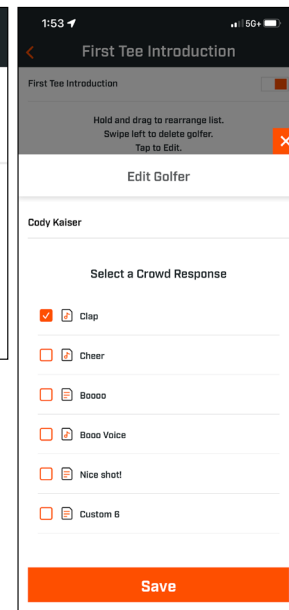 1:53
5G+
First Tee Introduction
First Tee Introduction
Hold and drag to rearrange list.
Swipe left to delete golfer.
Tap to Edit.
Edit Golfer
Cody Kaiser
Select a Crowd Response
Clap
Cheer
Boooo
Booo Voice
Nice shot!
Custom 6
Save